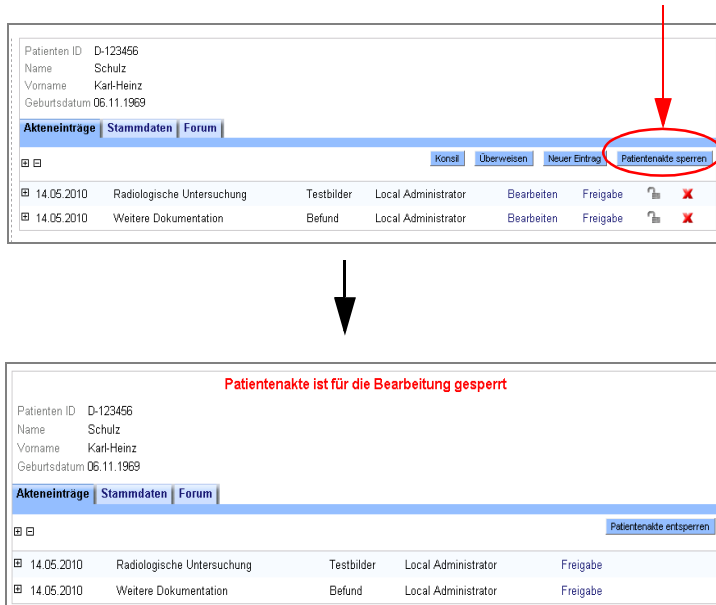 Patienten ID D-123456
Name Schulz
Vorname Karl-Heinz
Geburtsdatum 06.11.1969
Akteneinträge Stammdaten Forum
Konsil Überweisen Neuer Eintrag Patientenakte sperren
14.05.2010 Radiologische Untersuchung Testbilder Local Administrator Bearbeiten Freigabe
14.05.2010 Weitere Dokumentation Befund Local Administrator Bearbeiten Freigabe
Patientenakte ist für die Bearbeitung gesperrt
Patienten ID D-123456
Name Schulz
Vorname Karl-Heinz
Geburtsdatum 06.11.1969
Akteneinträge Stammdaten Forum
Patientenakte entsperren
14.05.2010 Radiologische Untersuchung Testbilder Local Administrator Freigabe
14.05.2010 Weitere Dokumentation Befund Local Administrator Freigabe